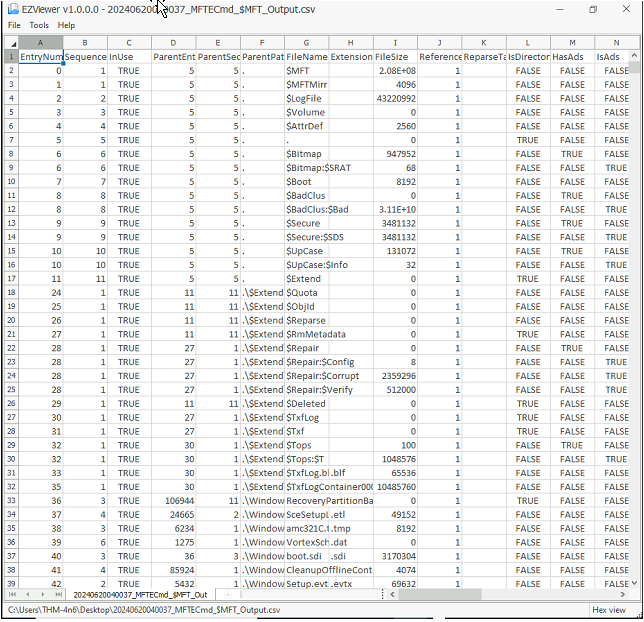 EZViewer v1.0.0.0 - 20240620040037_MFTECmd_$MFT_Output.csv
File Tools Help
A B C D E F G H I J K L M N
1 EntryNum Sequence InUse ParentEnt ParentSec ParentPat FileName Extension FileSize Reference ReparseTa IsDirector HasAds IsAds
2 0 1 TRUE 5 5 . $MFT 2.08E+08 1 FALSE FALSE FALSE
3 1 1 TRUE 5 5 . $MFTMirr 4096 1 FALSE FALSE FALSE
4 2 2 TRUE 5 5 . $LogFile 43220992 1 FALSE FALSE FALSE
5 3 3 TRUE 5 5 . $Volume 0 1 FALSE FALSE FALSE
6 4 4 TRUE 5 5 . $AttrDef 2560 1 FALSE FALSE FALSE
7 5 5 TRUE 5 5 . . 0 1 TRUE FALSE FALSE
8 6 6 TRUE 5 5 . $Bitmap 947952 1 FALSE TRUE FALSE
9 6 6 TRUE 5 5 . $Bitmap:$SRAT 68 1 FALSE FALSE TRUE
10 7 7 TRUE 5 5 . $Boot 8192 1 FALSE FALSE FALSE
11 8 8 TRUE 5 5 . $BadClus 0 1 FALSE TRUE FALSE
12 8 8 TRUE 5 5 . $BadClus:$Bad 3.11E+10 1 FALSE FALSE TRUE
13 9 9 TRUE 5 5 . $Secure 3481132 1 FALSE TRUE FALSE
14 9 9 TRUE 5 5 . $Secure:$SDS 3481132 1 FALSE FALSE TRUE
15 10 10 TRUE 5 5 . $UpCase 131072 1 FALSE TRUE FALSE
16 10 10 TRUE 5 5 . $UpCase:$Info 32 1 FALSE FALSE TRUE
17 11 11 TRUE 5 5 . $Extend 0 1 TRUE FALSE FALSE
18 24 1 TRUE 11 11 .\$Extend $Quota 0 1 FALSE FALSE FALSE
19 25 1 TRUE 11 11 .\$Extend $ObjId 0 1 FALSE FALSE FALSE
20 26 1 TRUE 11 11 .\$Extend $Reparse 0 1 FALSE FALSE FALSE
21 27 1 TRUE 11 11 .\$Extend $RmMetadata 0 1 TRUE FALSE FALSE
22 28 1 TRUE 27 1 .\$Extend $Repair 0 1 FALSE TRUE FALSE
23 28 1 TRUE 27 1 .\$Extend $Repair:$Config 8 1 FALSE FALSE TRUE
24 28 1 TRUE 27 1 .\$Extend $Repair:$Corrupt 2359296 1 FALSE FALSE TRUE
25 28 1 TRUE 27 1 .\$Extend $Repair:$Verify 512000 1 FALSE FALSE TRUE
26 29 1 TRUE 11 11 .\$Extend $Deleted 0 1 TRUE FALSE FALSE
27 30 1 TRUE 27 1 .\$Extend $TxfLog 0 1 TRUE FALSE FALSE
28 31 1 TRUE 27 1 .\$Extend $Txf 0 1 TRUE FALSE FALSE
29 32 1 TRUE 30 1 .\$Extend $Tops 100 1 FALSE TRUE FALSE
30 32 1 TRUE 30 1 .\$Extend $Tops:$T 1048576 1 FALSE FALSE TRUE
31 33 1 TRUE 30 1 .\$Extend $TxfLog.bl .blf 65536 1 FALSE FALSE FALSE
32 35 1 TRUE 30 1 .\$Extend $TxfLogContainer000 10485760 1 FALSE FALSE FALSE
33 36 3 TRUE 106944 11 .\Window RecoveryPartitionBa 0 1 TRUE FALSE FALSE
34 37 4 TRUE 24665 2 .\Window SceSetupL .etl 49152 1 FALSE FALSE FALSE
35 38 3 TRUE 6234 1 .\Window amc321C.t .tmp 8192 1 FALSE FALSE FALSE
36 39 6 TRUE 1275 1 .\Window VortexSch .dat 0 1 FALSE FALSE FALSE
37 40 3 TRUE 36 3 .\Window boot.sdi .sdi 3170304 1 FALSE FALSE FALSE
38 41 4 TRUE 85924 1 .\Window CleanupOfflineCont 4074 1 FALSE FALSE FALSE
39 42 2 TRUE 5432 1 .\Window Setup.evt .evtx 69632 1 FALSE FALSE FALSE
20240620040037_MFTECmd_$MFT_Out
C:\Users\THM-4n6\Desktop\20240620040037_MFTECmd_$MFT_Output.csv Hex view